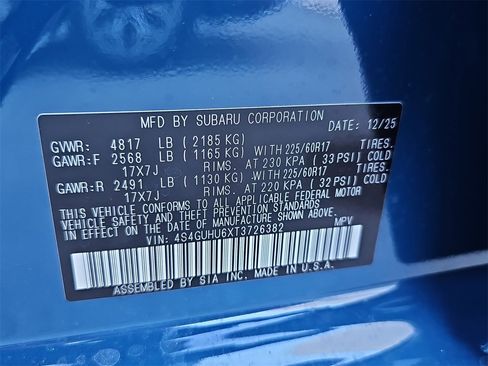 MFD BY SUBARU CORPORATION DATE: 12/25
GVWR: 4817 LB ( 2185 KG)
GAWR:F 2568 LB ( 1165 KG) WITH 225/60R17 TIRES.
17X7J RIMS. AT 230 KPA ( 33 PSI) COLD
GAWR:R 2491 LB ( 1130 KG) WITH 225/60R17 TIRES.
17X7J RIMS. AT 220 KPA ( 32 PSI) COLD
THIS VEHICLE CONFORMS TO ALL APPLICABLE FEDERAL MOTOR
VEHICLE SAFETY AND THEFT PREVENTION STANDARDS IN EFFECT
ON THE DATE OF MANUFACTURE SHOWN ABOVE.
VIN: 4S4GUHU6XT3726382 MPV
ASSEMBLED BY SIA INC. MADE IN U.S.A.